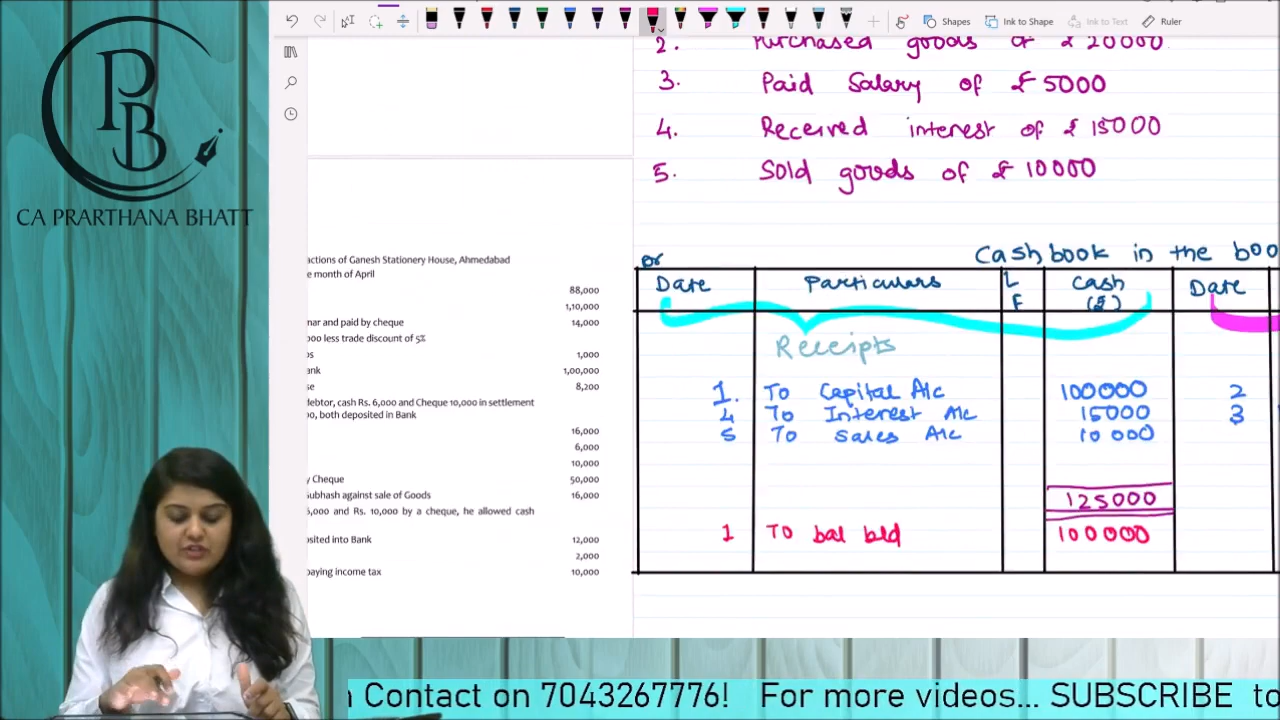 Shapes Ink to Shape Ink to Text Ruler
PB
CA PRARTHANA BHATT
2. Purchased goods of ₤ 20000
3. Paid Salary of ₤ 5000
4. Received interest of ₤ 15000
5. Sold goods of ₤ 10000
actions of Ganesh Stationery House, Ahmedabad
e month of April
88,000
1,10,000
nar and paid by cheque 14,000
000 less trade discount of 5%
os 1,000
ank 1,00,000
se 8,200
debtor, cash Rs. 6,000 and Cheque 10,000 in settlement
00, both deposited in Bank
16,000
6,000
10,000
y Cheque 50,000
Subhash against sale of Goods 16,000
6,000 and Rs. 10,000 by a cheque, he allowed cash
osited into Bank 12,000
2,000
paying income tax 10,000
Cash book in the boo
Dr
Date Particulars L F Cash (₤) Date
Receipts
1. To Capital A/c 100000 2
4 To Interest A/c 15000 3
5 To Sales A/c 10000
125000
1 To bal b/d 100000
n Contact on 7043267776! For more videos... SUBSCRIBE to